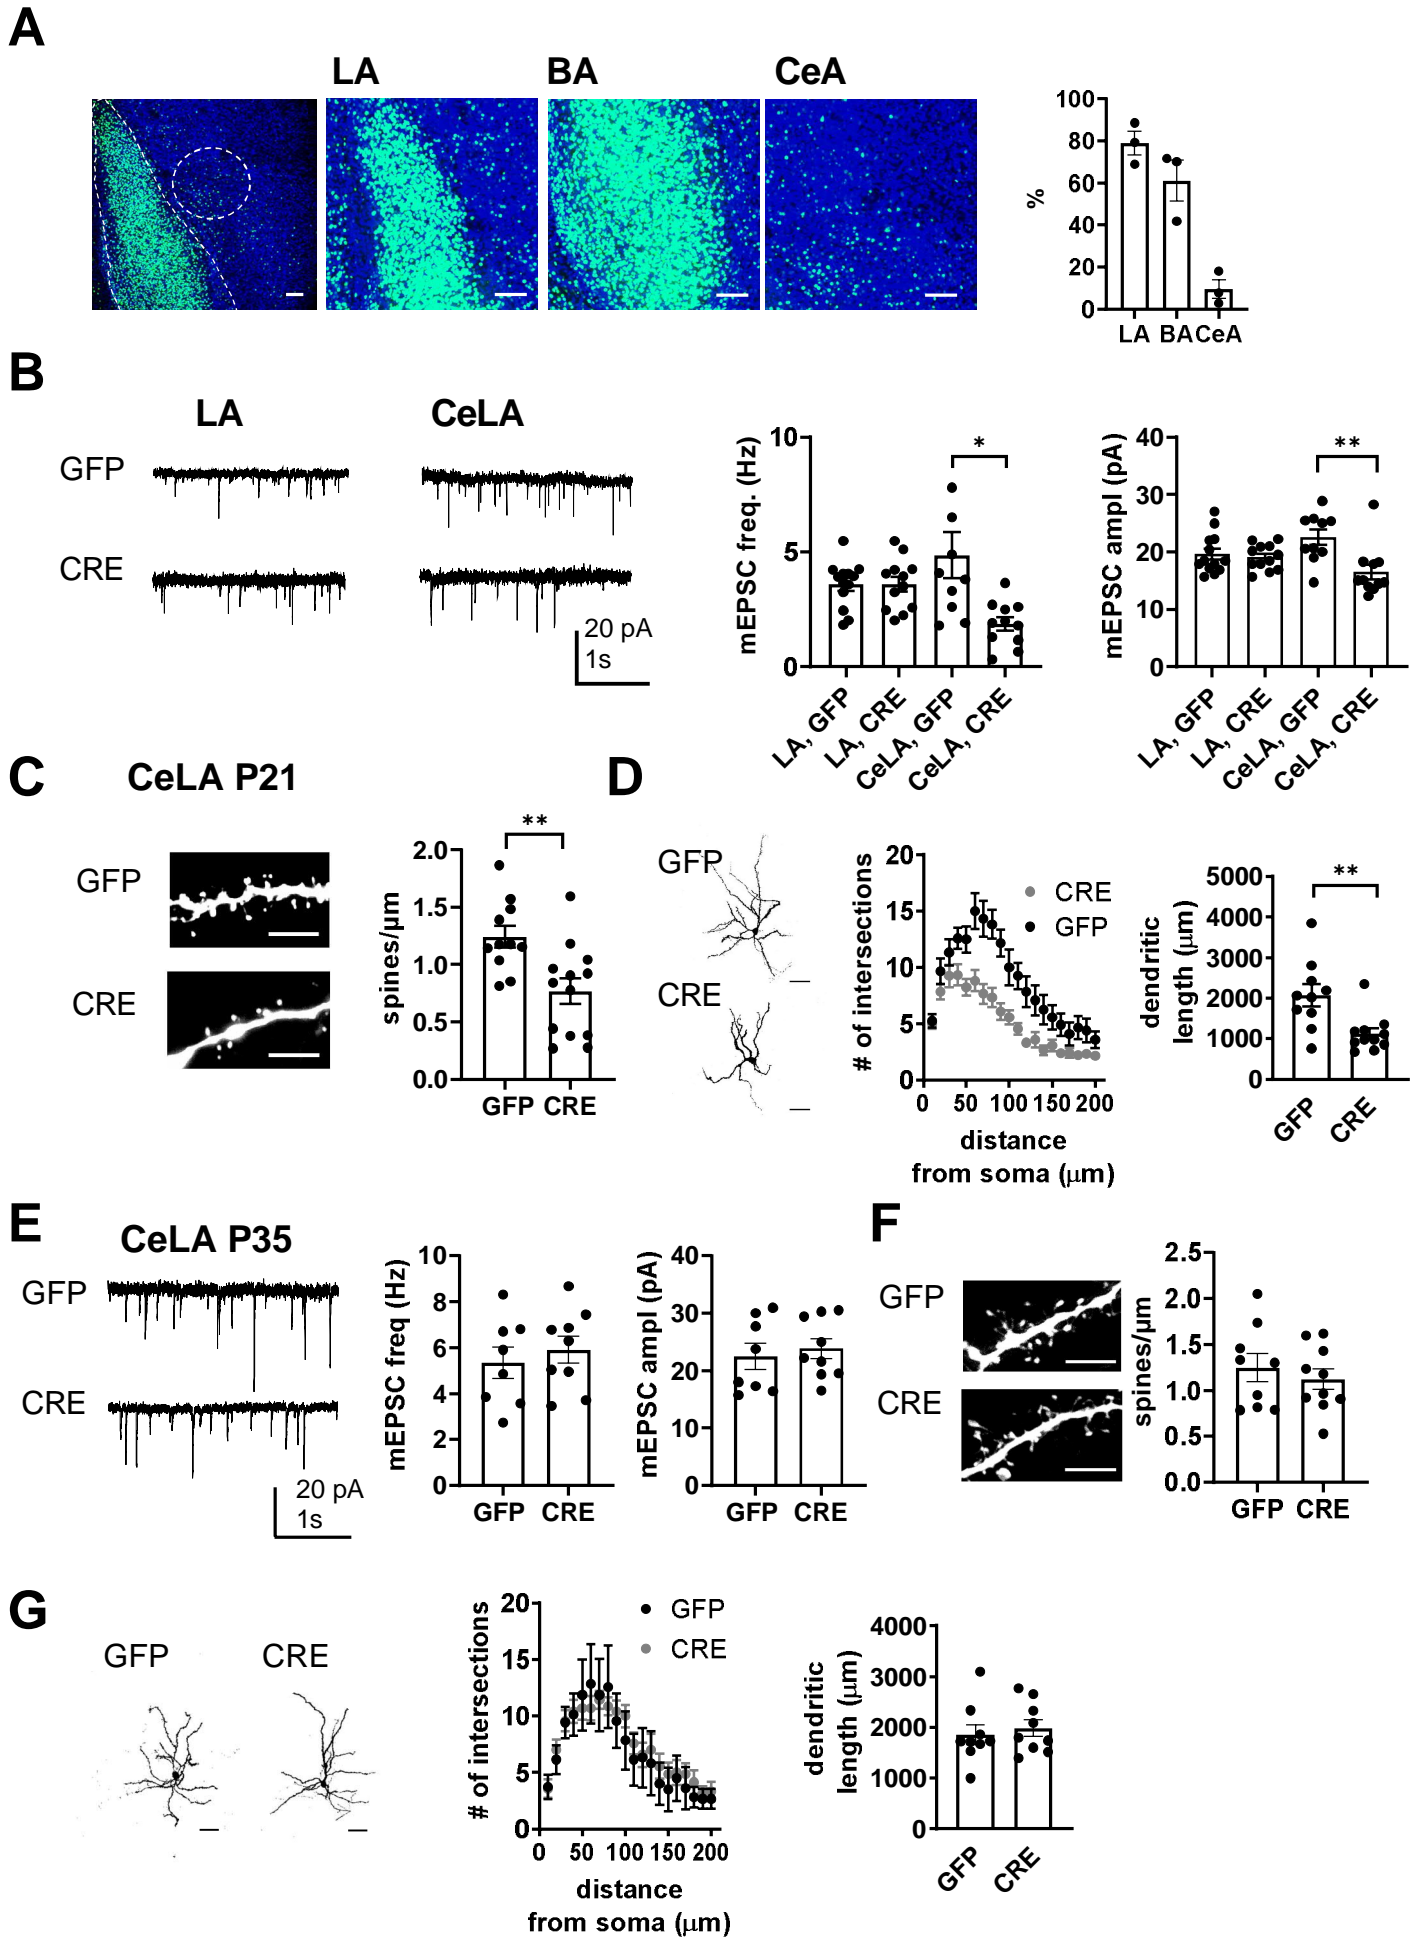 A
LA
BA
CeA
100
80
60
40
20
0
%
LA BA CeA
B
LA
CeLA
GFP
CRE
20 pA
1s
mEPSC freq. (Hz)
10
5
0
*
LA, GFP
LA, CRE
CeLA, GFP
CeLA, CRE
mEPSC ampl (pA)
40
30
20
10
0
**
LA, GFP
LA, CRE
CeLA, GFP
CeLA, CRE
C
CeLA P21
GFP
CRE
spines/μm
2.0
1.5
1.0
0.5
0.0
**
GFP CRE
D
GFP
CRE
# of intersections
20
15
10
5
0
CRE
GFP
0 50 100 150 200
distance
from soma (μm)
dendritic
length (μm)
5000
4000
3000
2000
1000
0
**
GFP
CRE
E
CeLA P35
GFP
CRE
20 pA
1s
mEPSC freq (Hz)
10
8
6
4
2
0
GFP CRE
mEPSC ampl (pA)
40
30
20
10
0
GFP CRE
F
GFP
CRE
spines/μm
2.5
2.0
1.5
1.0
0.5
0.0
GFP CRE
G
GFP
CRE
# of intersections
20
15
10
5
0
GFP
CRE
0 50 100 150 200
distance
from soma (μm)
dendritic
length (μm)
4000
3000
2000
1000
0
GFP
CRE